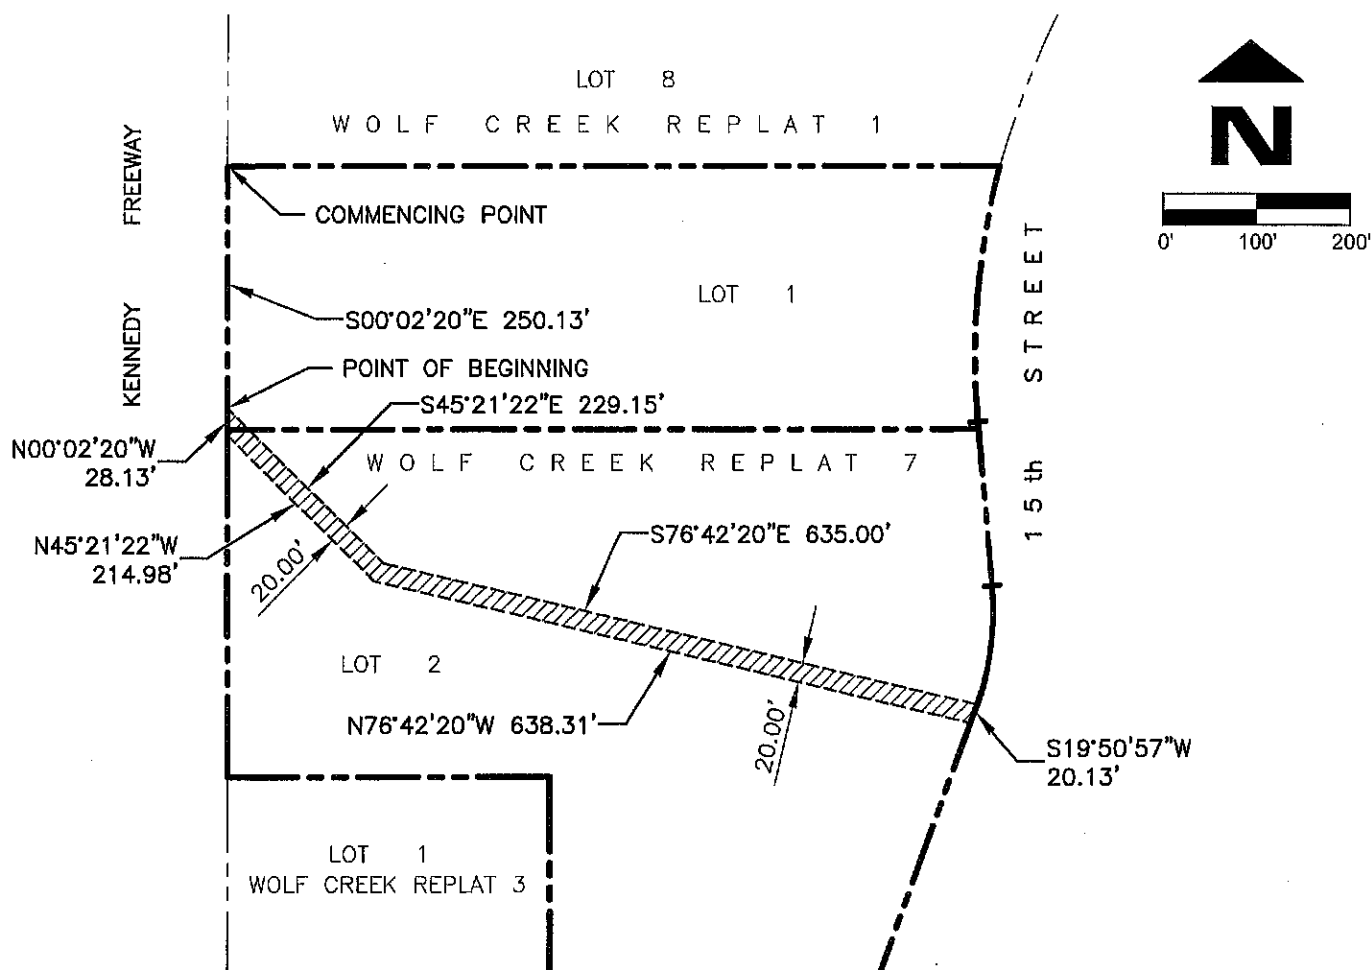 LOT 8
WOLF CREEK REPLAT 1
N
0' 100' 200'
KENNEDY FREEWAY
COMMENCING POINT
LOT 1
15th STREET
S00°02'20"E 250.13'
POINT OF BEGINNING
S45°21'22"E 229.15'
N00°02'20"W
28.13'
WOLF CREEK REPLAT 7
N45°21'22"W
214.98'
20.00'
S76°42'20"E 635.00'
LOT 2
N76°42'20"W 638.31'
20.00'
S19°50'57"W
20.13'
LOT 1
WOLF CREEK REPLAT 3